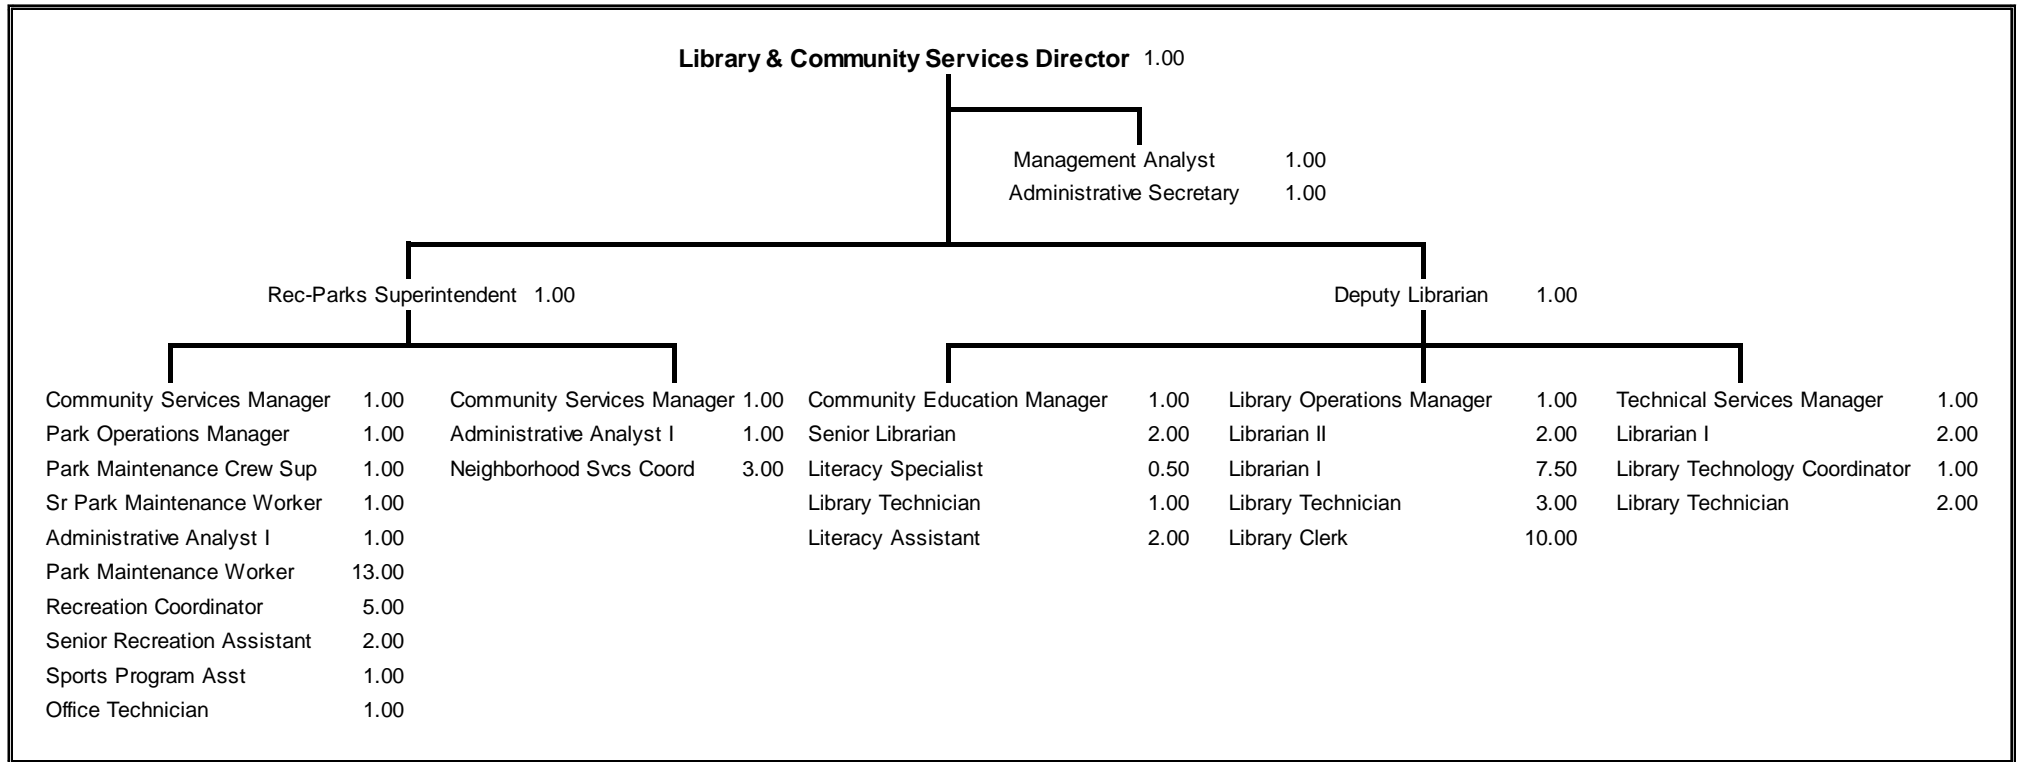 Library & Community Services Director 1.00
Management Analyst 1.00
Administrative Secretary 1.00
Rec-Parks Superintendent 1.00
Deputy Librarian 1.00
Community Services Manager 1.00
Park Operations Manager 1.00
Park Maintenance Crew Sup 1.00
Sr Park Maintenance Worker 1.00
Administrative Analyst I 1.00
Park Maintenance Worker 13.00
Recreation Coordinator 5.00
Senior Recreation Assistant 2.00
Sports Program Asst 1.00
Office Technician 1.00
Community Services Manager 1.00
Administrative Analyst I 1.00
Neighborhood Svcs Coord 3.00
Community Education Manager 1.00
Senior Librarian 2.00
Literacy Specialist 0.50
Library Technician 1.00
Literacy Assistant 2.00
Library Operations Manager 1.00
Librarian II 2.00
Librarian I 7.50
Library Technician 3.00
Library Clerk 10.00
Technical Services Manager 1.00
Librarian I 2.00
Library Technology Coordinator 1.00
Library Technician 2.00